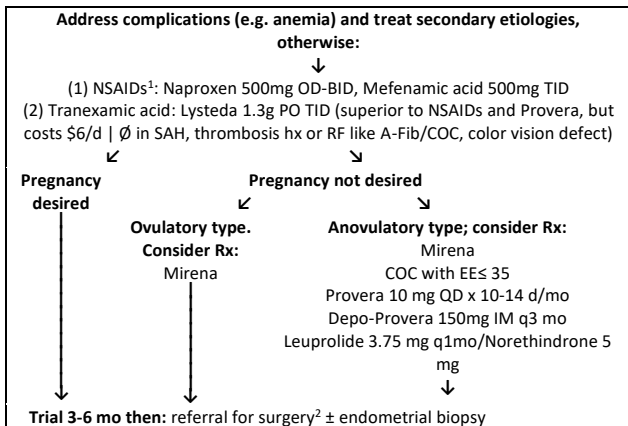 Address complications (e.g. anemia) and treat secondary etiologies,
otherwise:
↓
(1) NSAIDs¹: Naproxen 500mg OD-BID, Mefenamic acid 500mg TID
(2) Tranexamic acid: Lysteda 1.3g PO TID (superior to NSAIDs and Provera, but
costs $6/d | Ø in SAH, thrombosis hx or RF like A-Fib/COC, color vision defect)
↙ ↘
Pregnancy
desired
Pregnancy not desired
↙ ↘
Ovulatory type.
Consider Rx:
Mirena
Anovulatory type; consider Rx:
Mirena
COC with EE≤ 35
Provera 10 mg QD x 10-14 d/mo
Depo-Provera 150mg IM q3 mo
Leuprolide 3.75 mg q1mo/Norethindrone 5
mg
↓
Trial 3-6 mo then: referral for surgery² ± endometrial biopsy